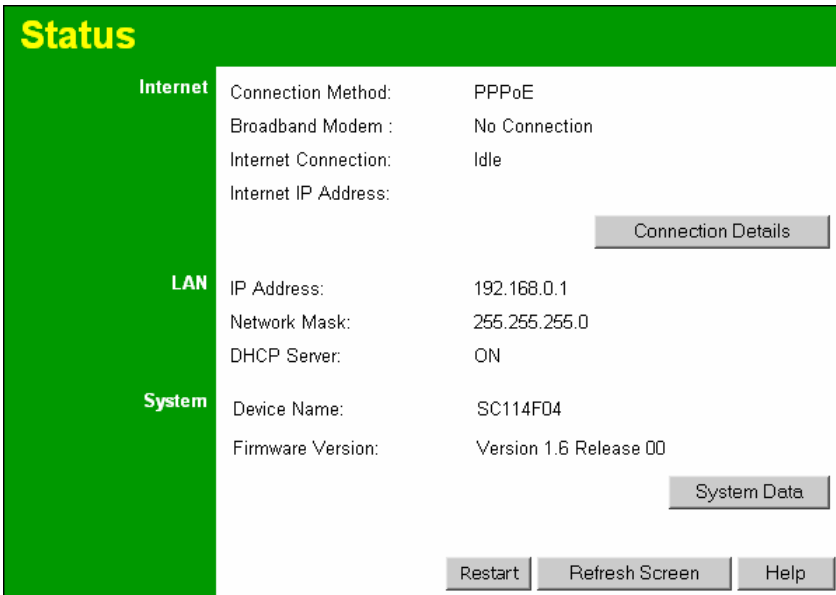 Status
Internet
Connection Method: PPPoE
Broadband Modem : No Connection
Internet Connection: Idle
Internet IP Address:
Connection Details
LAN
IP Address: 192.168.0.1
Network Mask: 255.255.255.0
DHCP Server: ON
System
Device Name: SC114F04
Firmware Version: Version 1.6 Release 00
System Data
Restart Refresh Screen Help